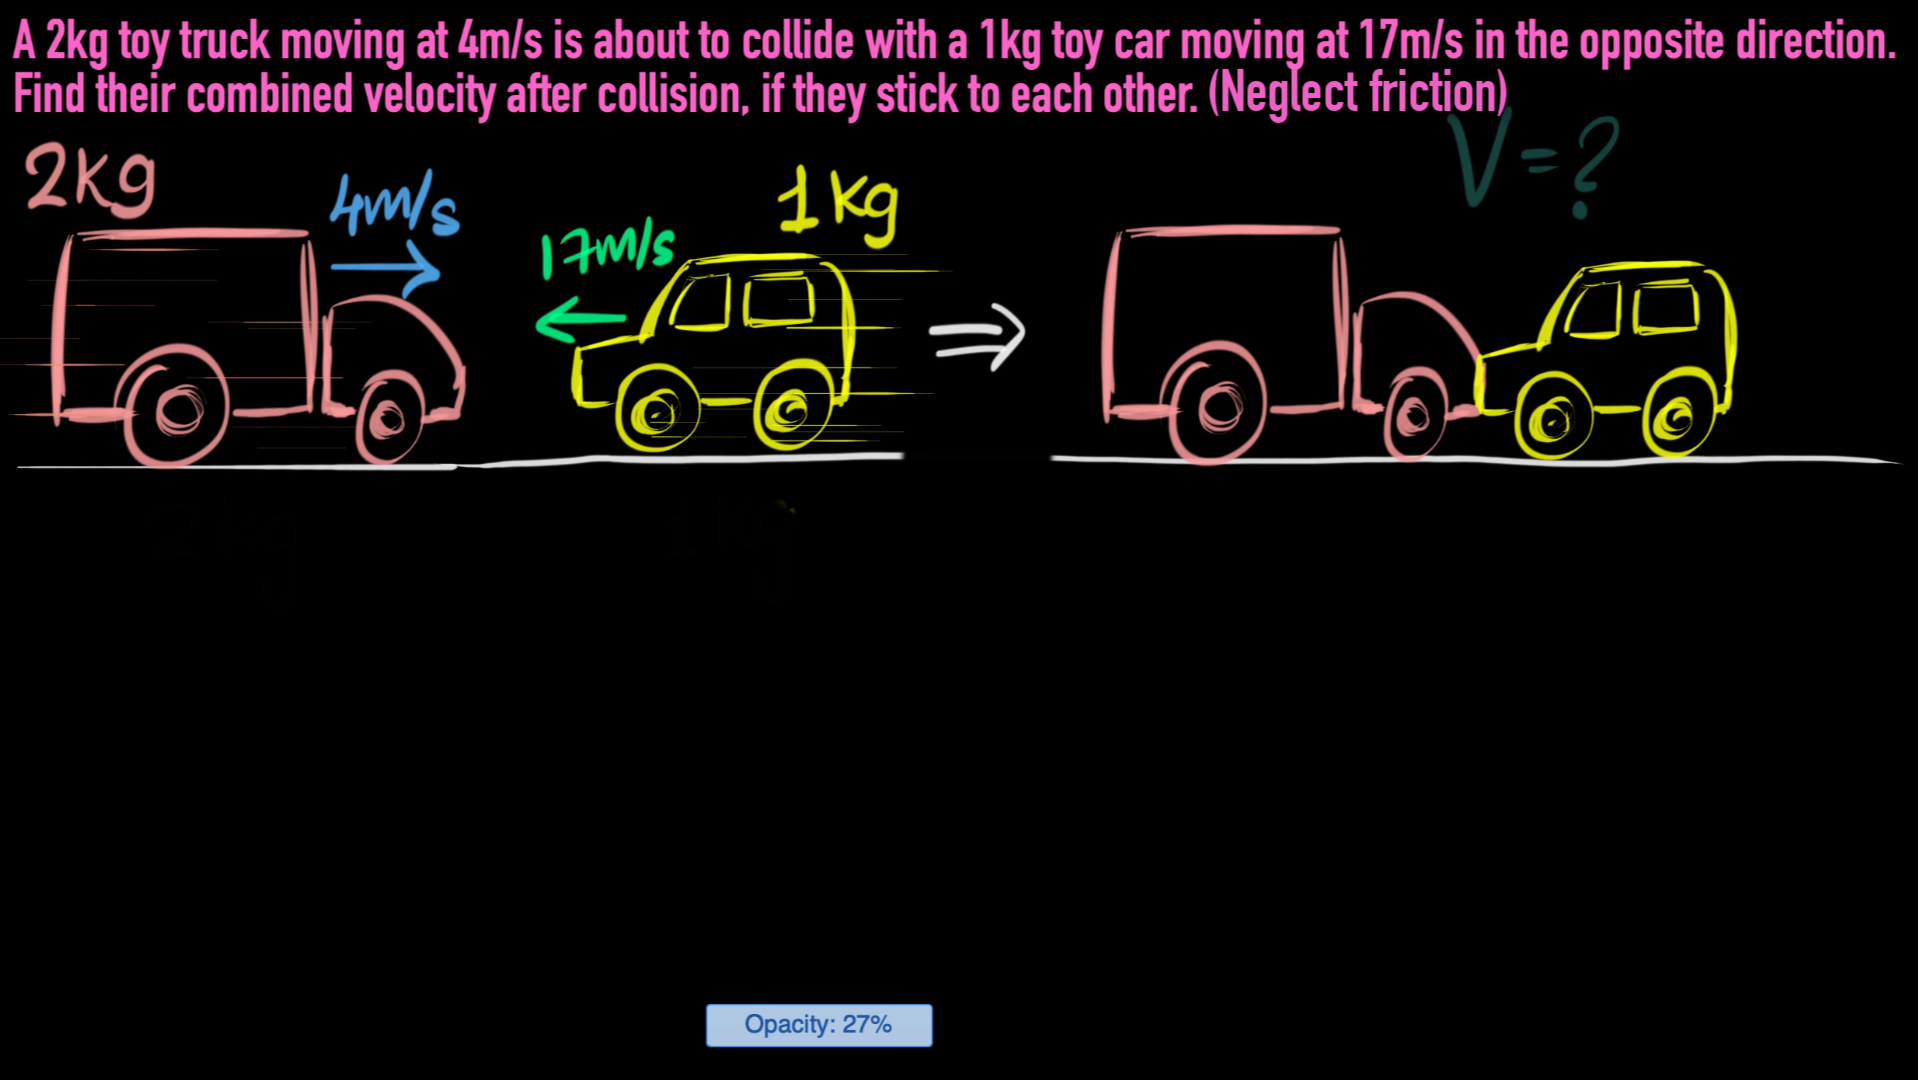 A 2kg toy truck moving at 4m/s is about to collide with a 1kg toy car moving at 17m/s in the opposite direction.
Find their combined velocity after collision, if they stick to each other. (Neglect friction)
2kg
4m/s
17m/s
1kg
V=?
2kg
1kg
Opacity: 27%